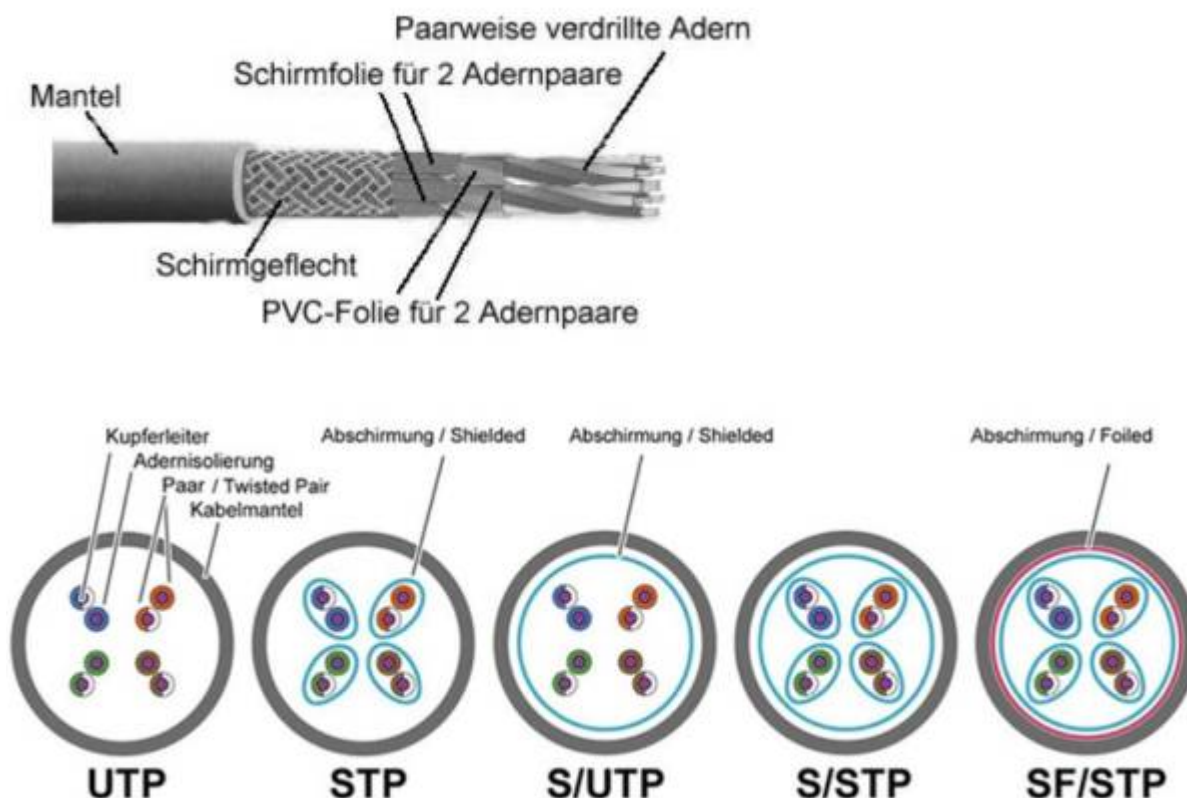 Paarweise verdrillte Adern
Schirmfolie für 2 Adernpaare
Mantel
Schirmgeflecht
PVC-Folie für 2 Adernpaare
Kupferleiter
Adernisolierung
Paar / Twisted Pair
Kabelmantel
Abschirmung / Shielded
Abschirmung / Shielded
Abschirmung / Foiled
UTP
STP
S/UTP
S/STP
SF/STP